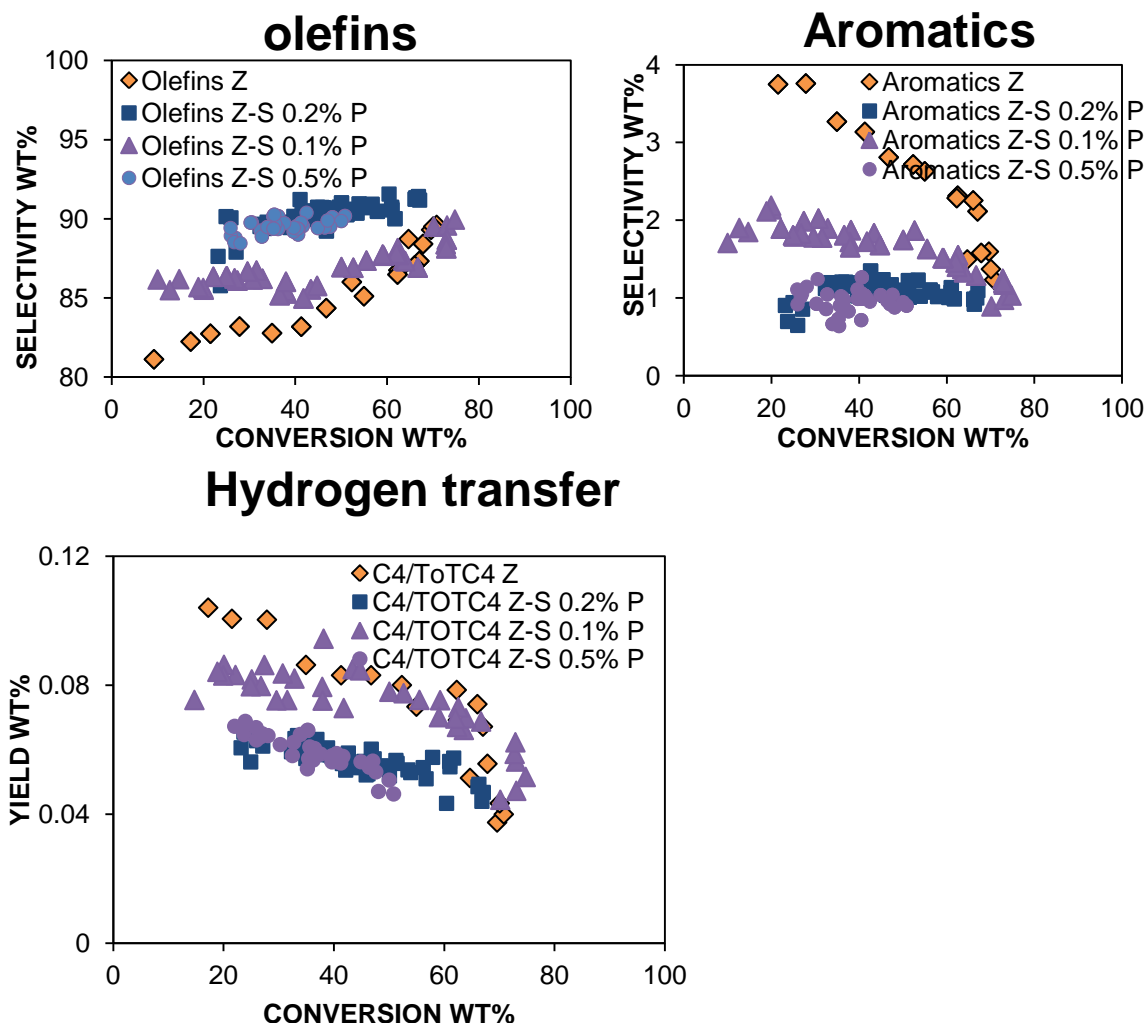 olefins
100
95
90
85
80
SELECTIVITY WT%
Olefins Z
Olefins Z-S 0.2% P
Olefins Z-S 0.1% P
Olefins Z-S 0.5% P
0 20 40 60 80 100
CONVERSION WT%
Aromatics
4
3
2
1
0
SELECTIVITY WT%
Aromatics Z
Aromatics Z-S 0.2% P
Aromatics Z-S 0.1% P
Aromatics Z-S 0.5% P
0 20 40 60 80 100
CONVERSION WT%
Hydrogen transfer
0.12
0.08
0.04
0
YIELD WT%
C4/ToTC4 Z
C4/TOTC4 Z-S 0.2% P
C4/TOTC4 Z-S 0.1% P
C4/TOTC4 Z-S 0.5% P
0 20 40 60 80 100
CONVERSION WT%